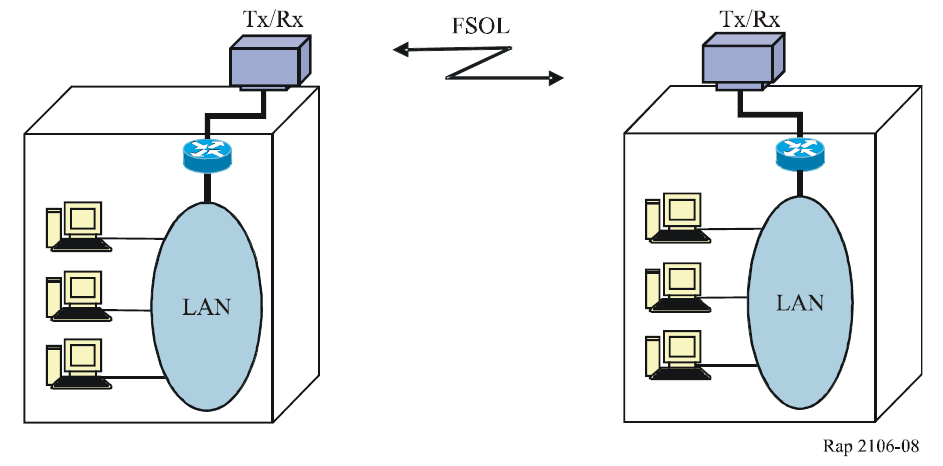 Tx/Rx
FSOL
Tx/Rx
LAN
LAN
Rap 2106-08